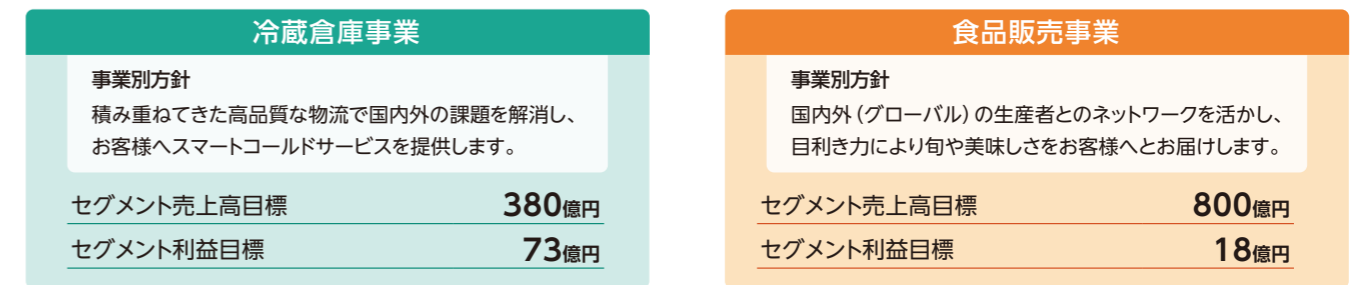 冷蔵倉庫事業
事業別方針
積み重ねてきた高品質な物流で国内外の課題を解消し、
お客様へスマートコールドサービスを提供します。
セグメント売上高目標 380億円
セグメント利益目標 73億円
食品販売事業
事業別方針
国内外（グローバル）の生産者とのネットワークを活かし、
目利き力により旬や美味しさをお客様へとお届けします。
セグメント売上高目標 800億円
セグメント利益目標 18億円